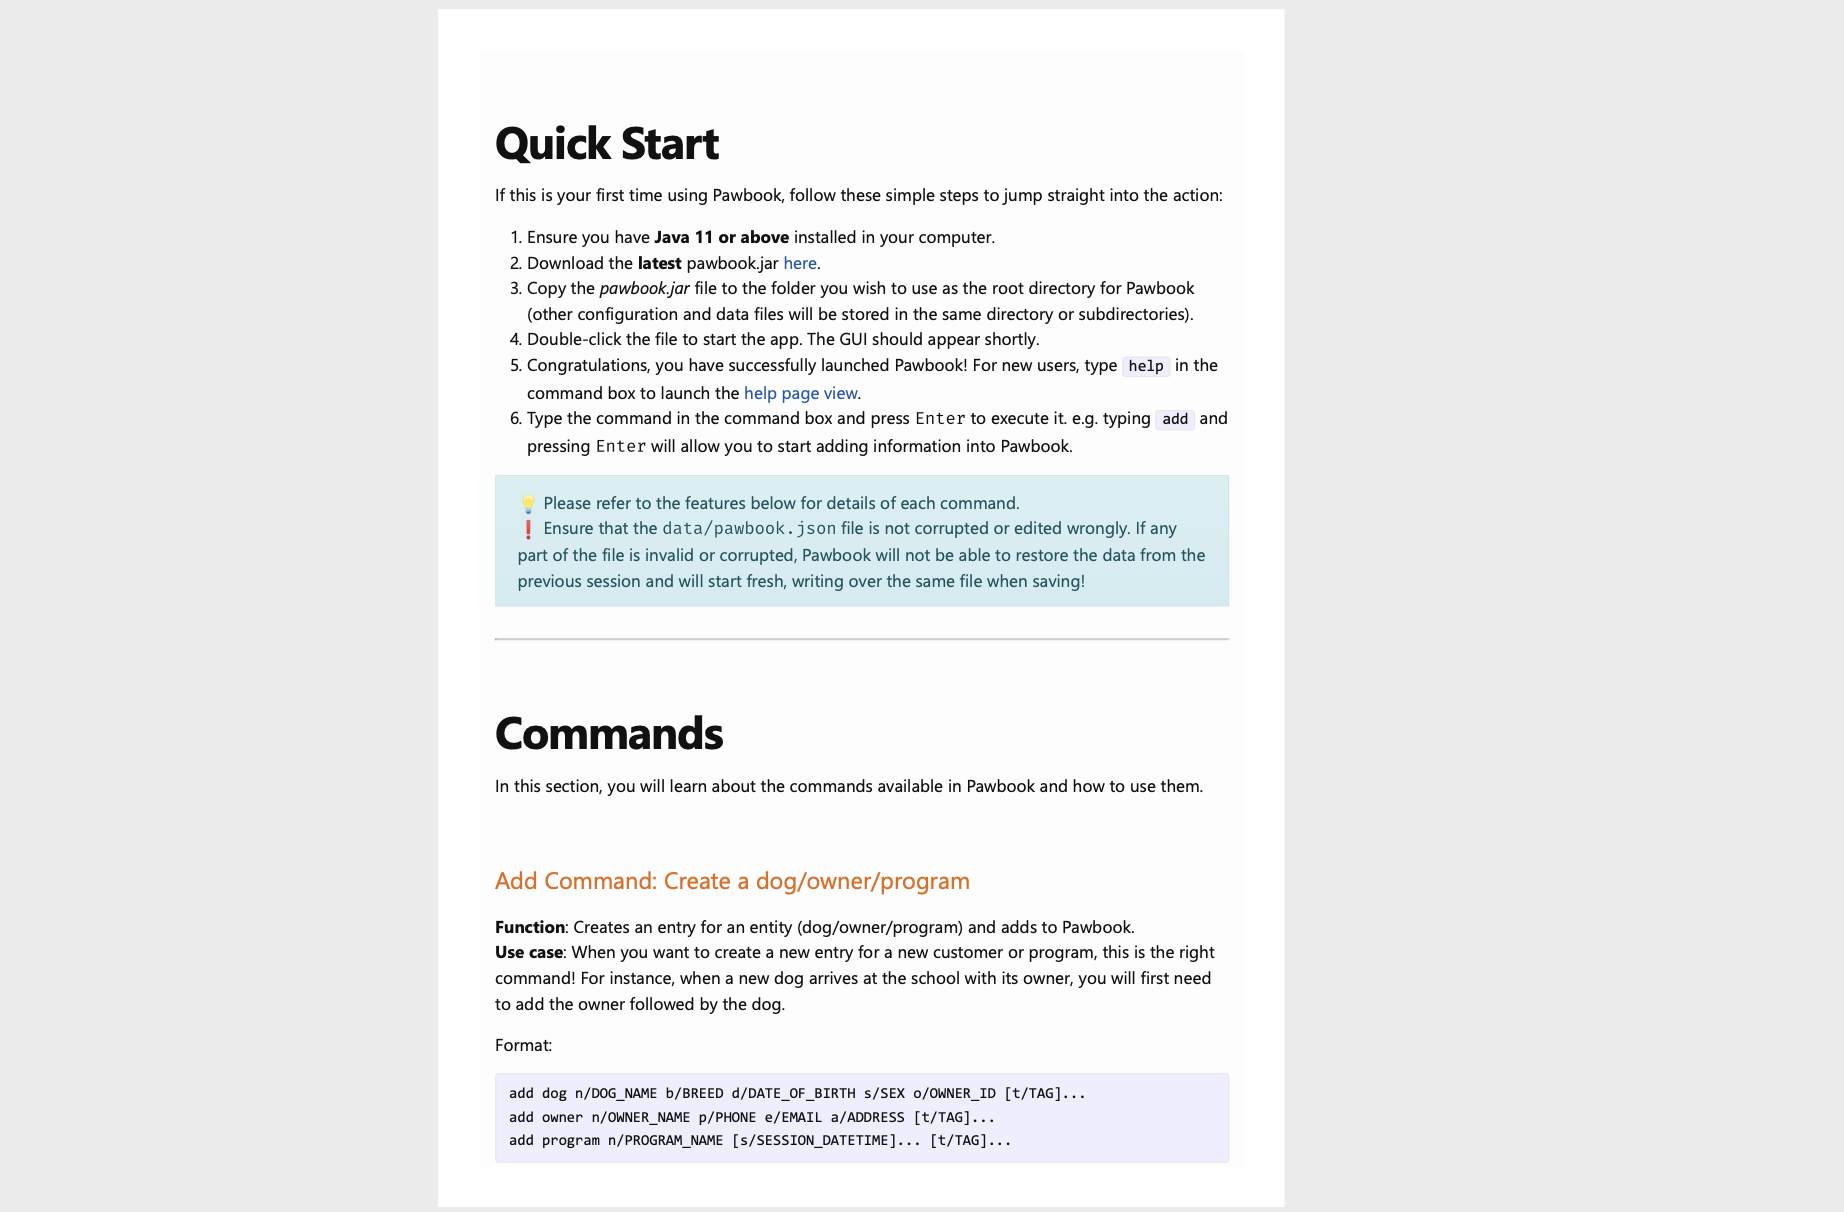 Quick Start
If this is your first time using Pawbook, follow these simple steps to jump straight into the action:
1. Ensure you have Java 11 or above installed in your computer.
2. Download the latest pawbook.jar here.
3. Copy the pawbook.jar file to the folder you wish to use as the root directory for Pawbook
(other configuration and data files will be stored in the same directory or subdirectories).
4. Double-click the file to start the app. The GUI should appear shortly.
5. Congratulations, you have successfully launched Pawbook! For new users, type help in the
command box to launch the help page view.
6. Type the command in the command box and press Enter to execute it. e.g. typing add and
pressing Enter will allow you to start adding information into Pawbook.
💡 Please refer to the features below for details of each command.
❗ Ensure that the data/pawbook.json file is not corrupted or edited wrongly. If any
part of the file is invalid or corrupted, Pawbook will not be able to restore the data from the
previous session and will start fresh, writing over the same file when saving!
Commands
In this section, you will learn about the commands available in Pawbook and how to use them.
Add Command: Create a dog/owner/program
Function: Creates an entry for an entity (dog/owner/program) and adds to Pawbook.
Use case: When you want to create a new entry for a new customer or program, this is the right
command! For instance, when a new dog arrives at the school with its owner, you will first need
to add the owner followed by the dog.
Format:
add dog n/DOG_NAME b/BREED d/DATE_OF_BIRTH s/SEX o/OWNER_ID [t/TAG]...
add owner n/OWNER_NAME p/PHONE e/EMAIL a/ADDRESS [t/TAG]...
add program n/PROGRAM_NAME [s/SESSION_DATETIME]... [t/TAG]...